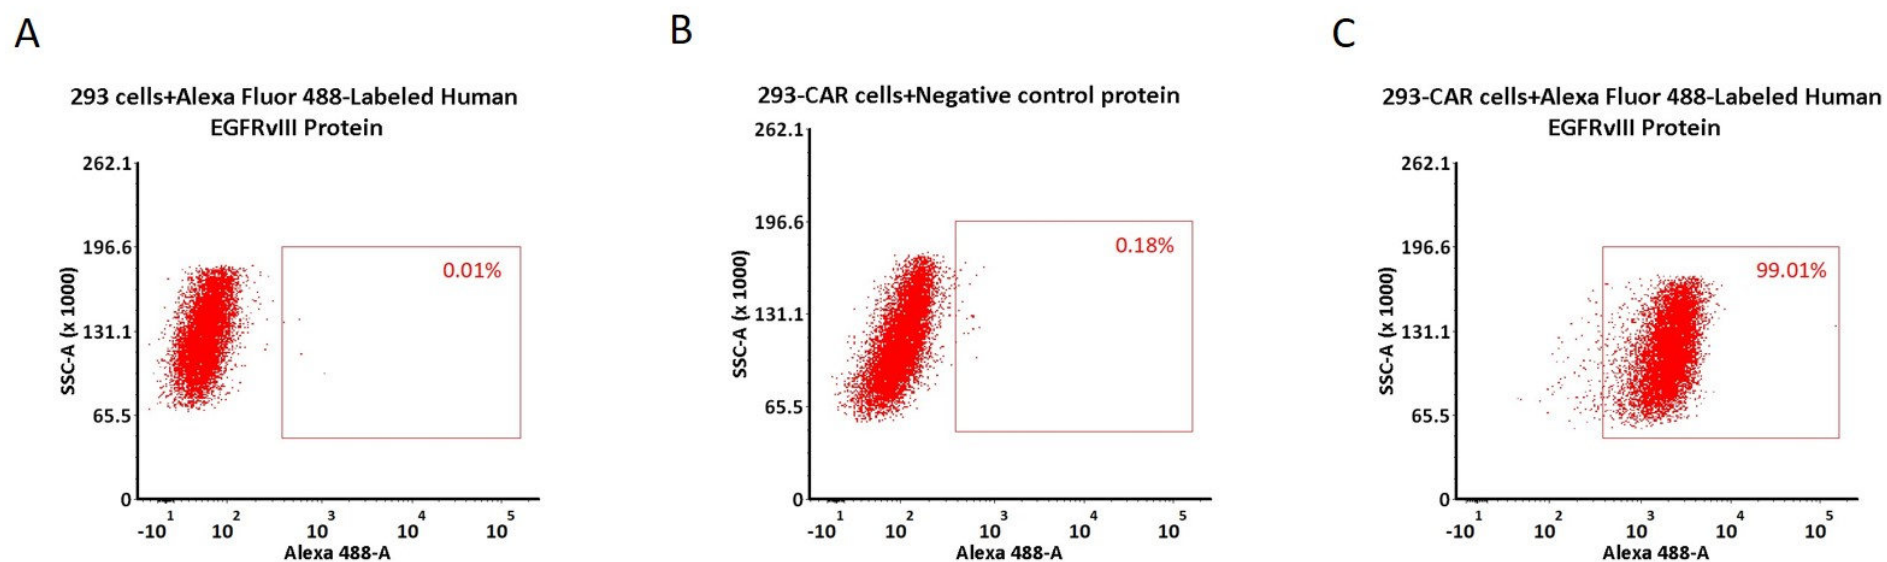 A
293 cells+Alexa Fluor 488-Labeled Human
EGFRvIII Protein
262.1
196.6
131.1
65.5
0
SSC-A (x 1000)
0.01%
-10^1 10^2 10^3 10^4 10^5
Alexa 488-A
B
293-CAR cells+Negative control protein
262.1
196.6
131.1
65.5
0
SSC-A (x 1000)
0.18%
-10^1 10^2 10^3 10^4 10^5
Alexa 488-A
C
293-CAR cells+Alexa Fluor 488-Labeled Human
EGFRvIII Protein
262.1
196.6
131.1
65.5
0
SSC-A (x 1000)
99.01%
-10^1 10^2 10^3 10^4 10^5
Alexa 488-A